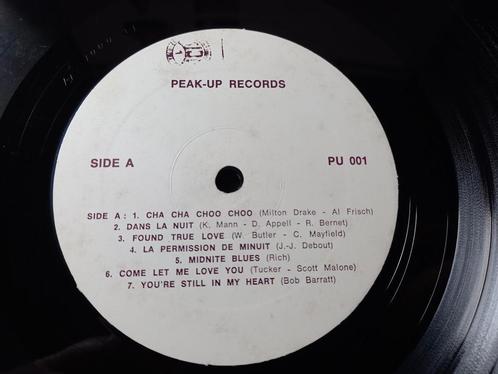 PEAK-UP RECORDS
SIDE A PU 001
SIDE A : 1. CHA CHA CHOO CHOO (Milton Drake - Al Frisch)
2. DANS LA NUIT (K. Mann - D. Appell - R. Bernet)
3. FOUND TRUE LOVE (W. Butler - C. Mayfield)
4. LA PERMISSION DE MINUIT (J.-J. Debout)
5. MIDNITE BLUES (Rich)
6. COME LET ME LOVE YOU (Tucker - Scott Malone)
7. YOU'RE STILL IN MY HEART (Bob Barratt)